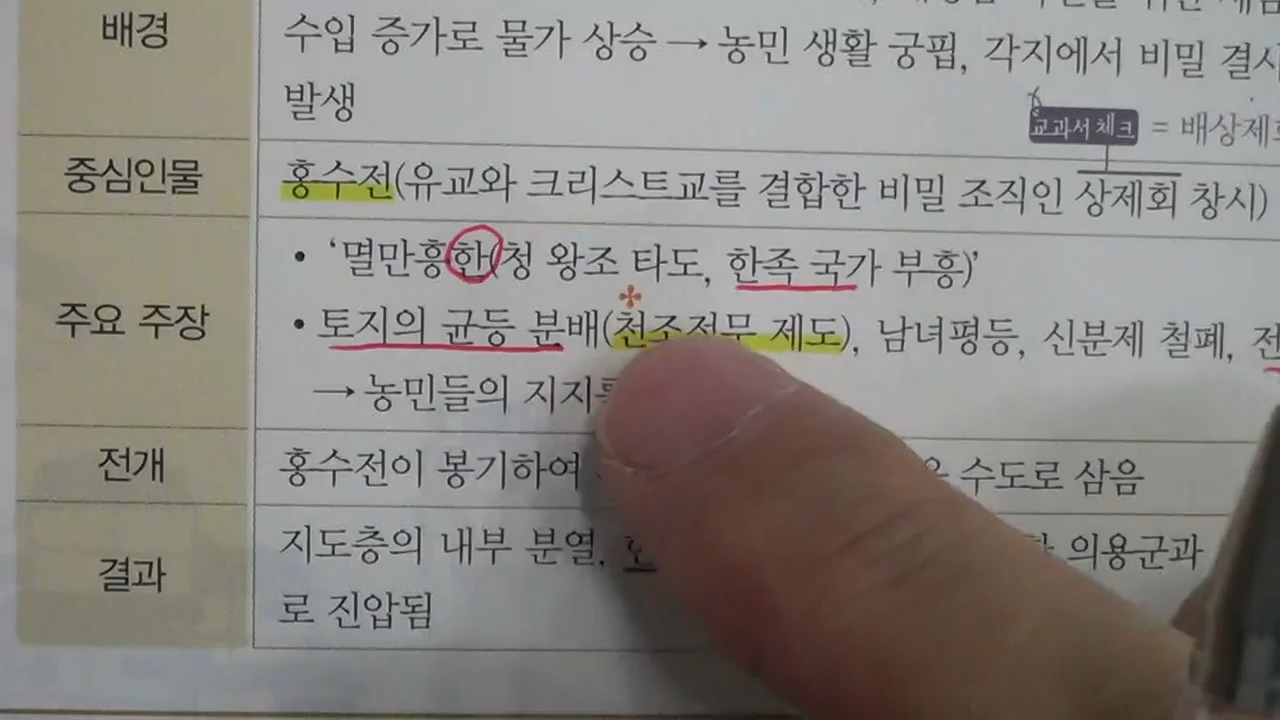 배경
수입 증가로 물가 상승 → 농민 생활 궁핍, 각지에서 비밀 결사
발생
교과서 체크 = 배상제회
중심인물
홍수전(유교와 크리스트교를 결합한 비밀 조직인 상제회 창시)
주요 주장
• ‘멸만흥한(청 왕조 타도, 한족 국가 부흥)’
• 토지의 균등 분배(천조전무 제도), 남녀평등, 신분제 철폐,
→ 농민들의 지지를
전개
홍수전이 봉기하여 수도로 삼음
결과
지도층의 내부 분열, 의용군과
로 진압됨